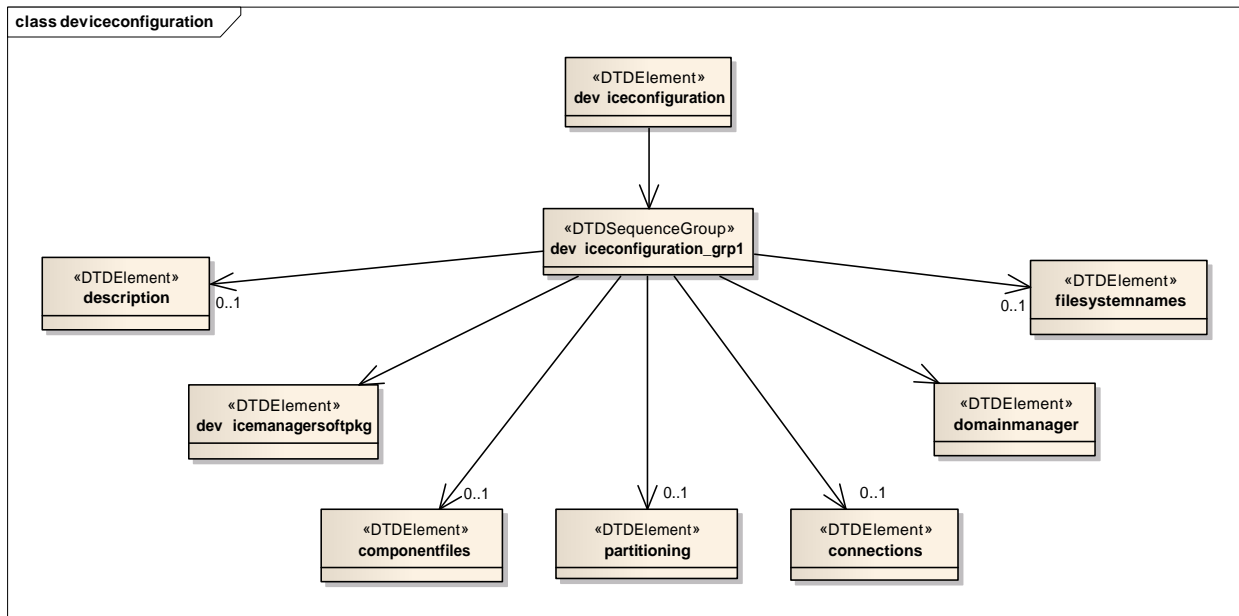 class deviceconfiguration
«DTDElement»
dev iceconfiguration
«DTDSequenceGroup»
dev iceconfiguration_grp1
«DTDElement»
description
0..1
«DTDElement»
filesystemnames
0..1
«DTDElement»
dev icemanagersoftpkg
«DTDElement»
domainmanager
0..1
«DTDElement»
componentfiles
0..1
«DTDElement»
partitioning
0..1
«DTDElement»
connections